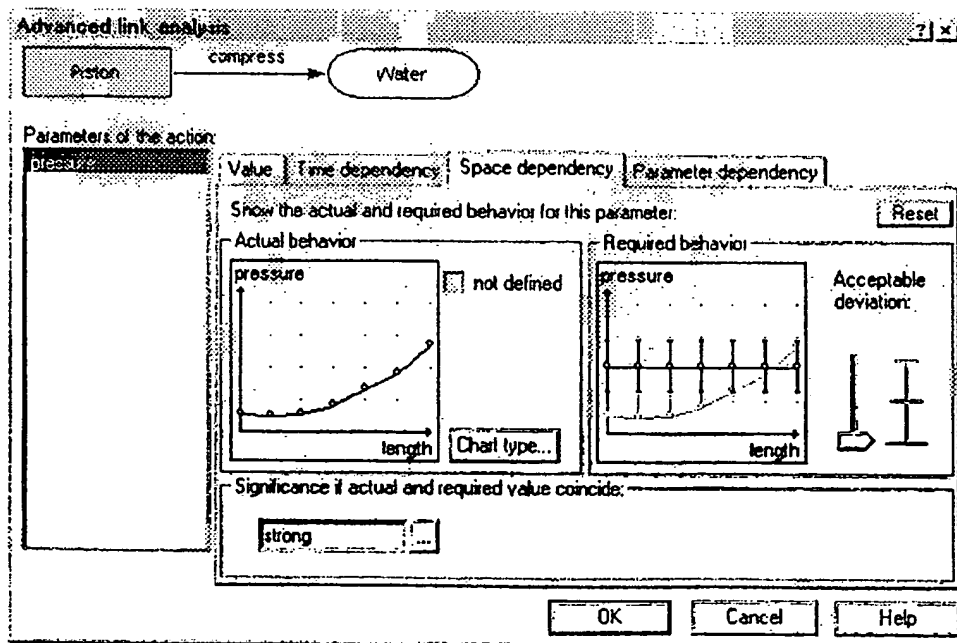 Advanced link analysis
? ×
Piston
compress
Water
Parameters of the action:
pressure
Value
Time dependency
Space dependency
Parameter dependency
Show the actual and required behavior for this parameter:
Reset
Actual behavior
pressure
not defined
length
Chart type...
Required behavior
pressure
Acceptable
deviation:
length
Significance if actual and required value coincide:
strong
...
OK
Cancel
Help